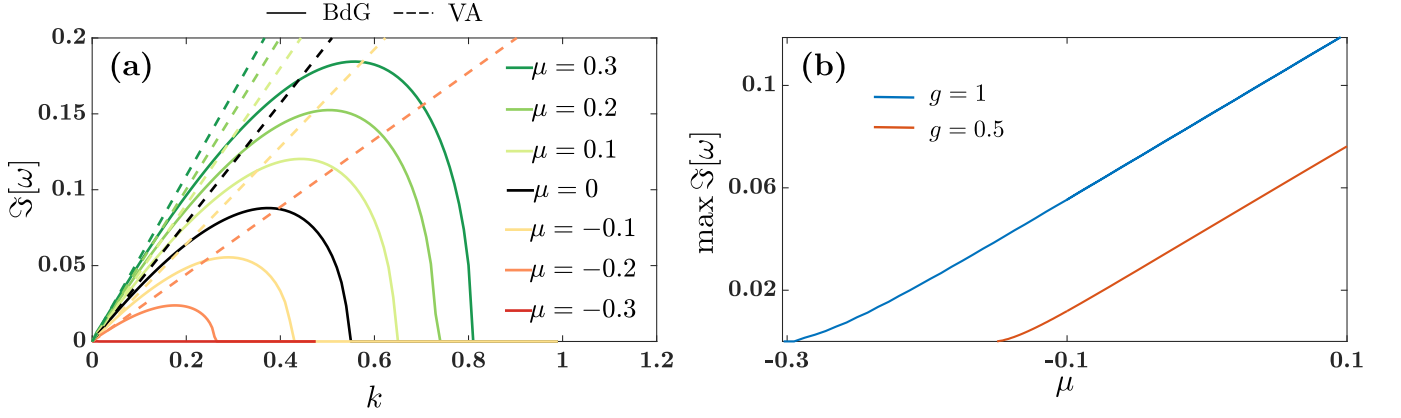 BdG VA
(a)
0.2
0.15
0.1
0.05
0
ℑ[ω]
μ = 0.3
μ = 0.2
μ = 0.1
μ = 0
μ = −0.1
μ = −0.2
μ = −0.3
0 0.2 0.4 0.6 0.8 1 1.2
k
(b)
0.1
0.06
0.02
max ℑ[ω]
g = 1
g = 0.5
-0.3 -0.1 0.1
μ